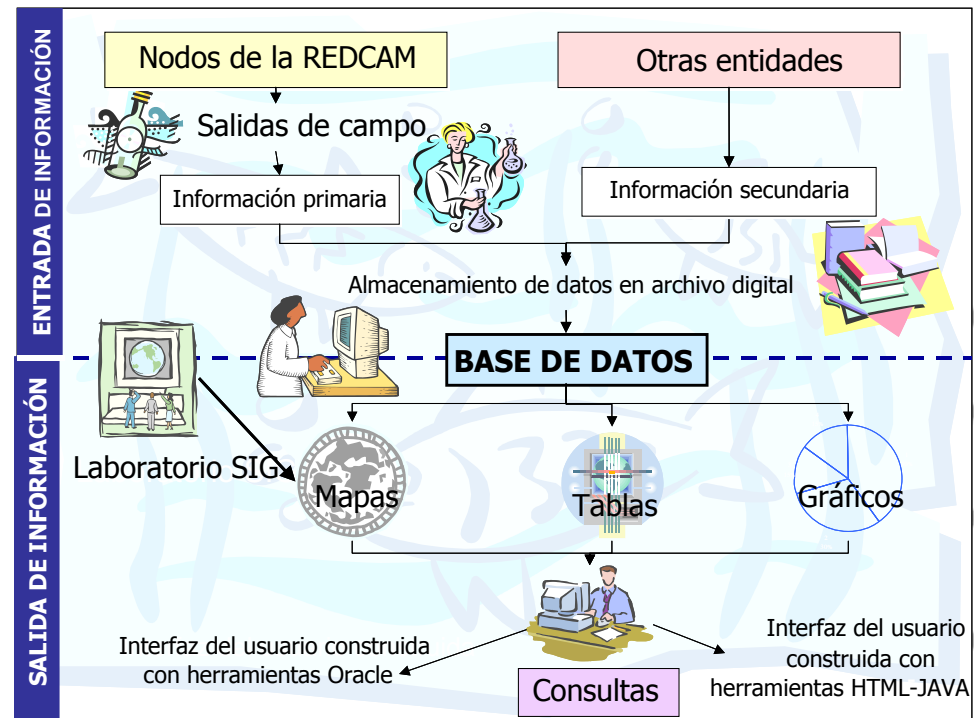 ENTRADA DE INFORMACIÓN
Nodos de la REDCAM
Otras entidades
Salidas de campo
Información primaria
Información secundaria
Almacenamiento de datos en archivo digital
BASE DE DATOS
SALIDA DE INFORMACIÓN
Laboratorio SIG
Mapas
Tablas
Gráficos
Interfaz del usuario construida
con herramientas Oracle
Consultas
Interfaz del usuario
construida con
herramientas HTML-JAVA